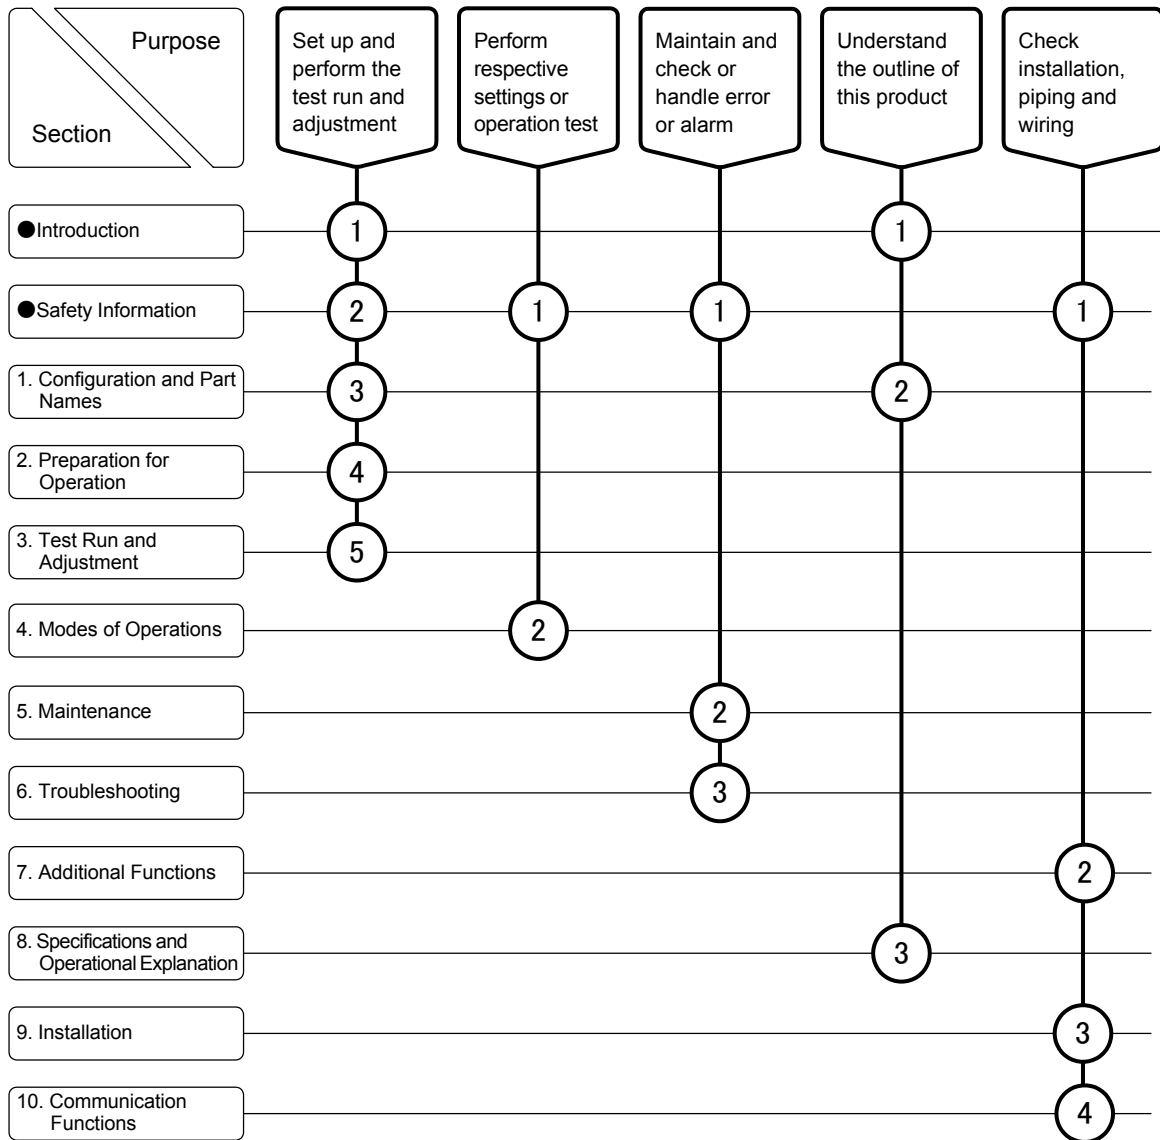 Purpose
Section
Set up and
perform the
test run and
adjustment
Perform
respective
settings or
operation test
Maintain and
check or
handle error
or alarm
Understand
the outline of
this product
Check
installation,
piping and
wiring
●Introduction
1
1
●Safety Information
2
1
1
1
1. Configuration and Part
Names
3
2
2. Preparation for
Operation
4
3. Test Run and
Adjustment
5
4. Modes of Operations
2
5. Maintenance
2
6. Troubleshooting
3
7. Additional Functions
2
8. Specifications and
Operational Explanation
3
9. Installation
3
10. Communication
Functions
4